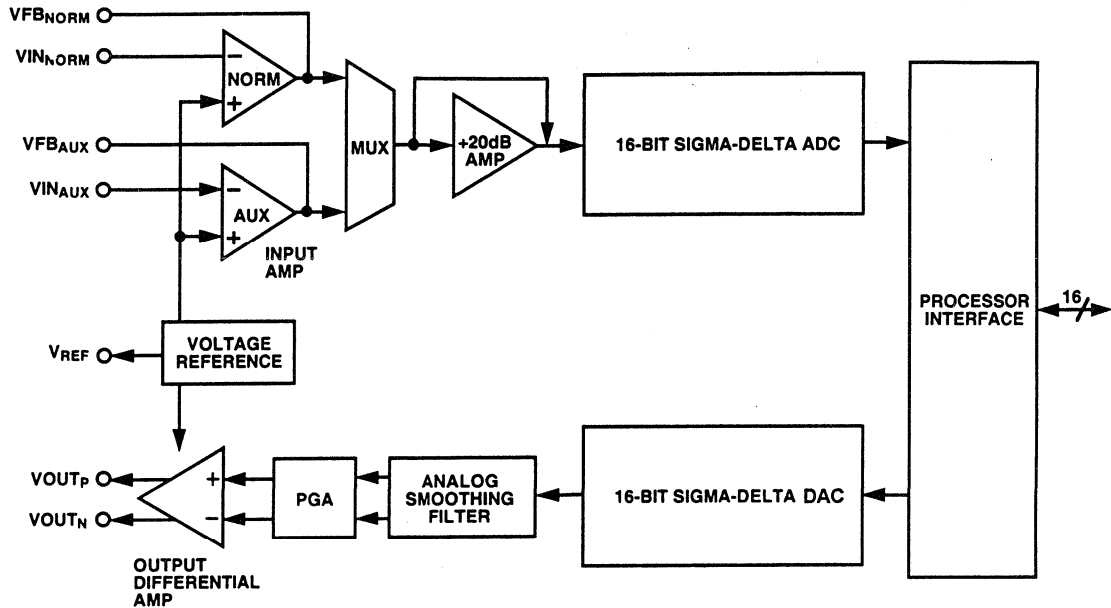 VFBNORM
VINNORM
NORM
VFBAUX
VINAUX
AUX
INPUT
AMP
MUX
+20dB
AMP
16-BIT SIGMA-DELTA ADC
PROCESSOR
INTERFACE
16
VOLTAGE
REFERENCE
VREF
VOUTP
VOUTN
+
–
PGA
ANALOG
SMOOTHING
FILTER
16-BIT SIGMA-DELTA DAC
OUTPUT
DIFFERENTIAL
AMP
–
+
–
+